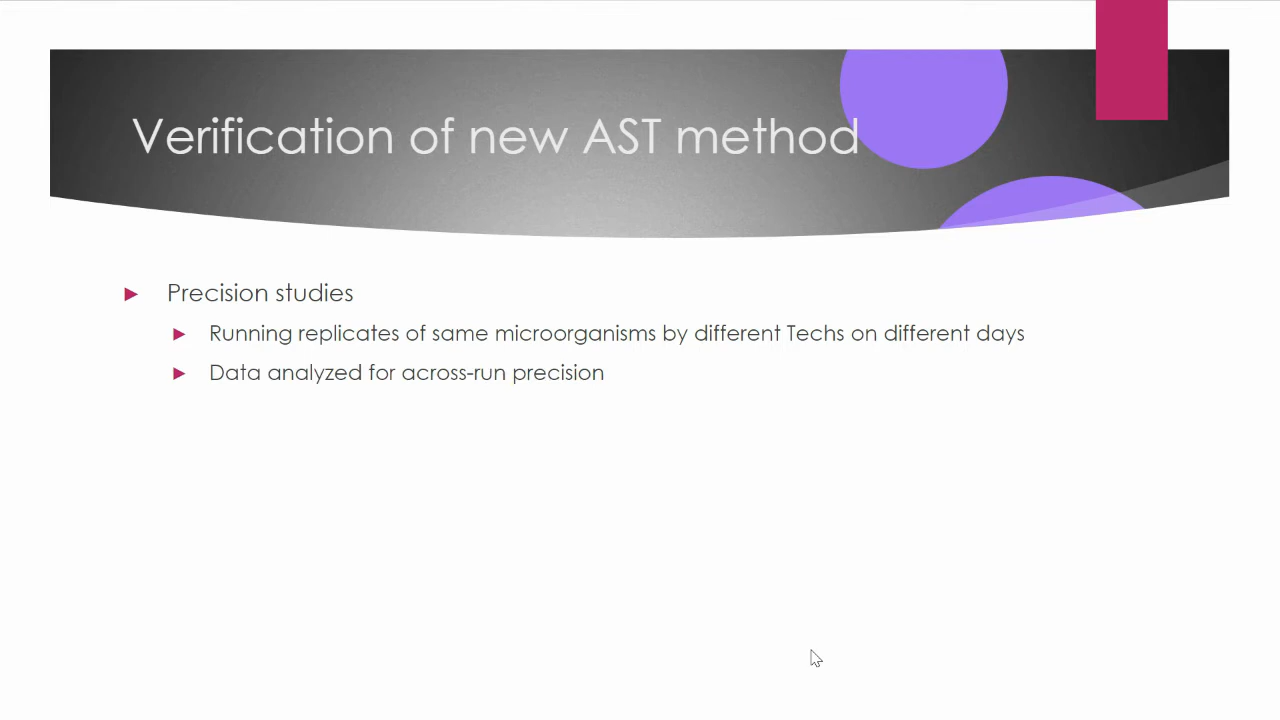 Verification of new AST method
Precision studies
Running replicates of same microorganisms by different Techs on different days
Data analyzed for across-run precision